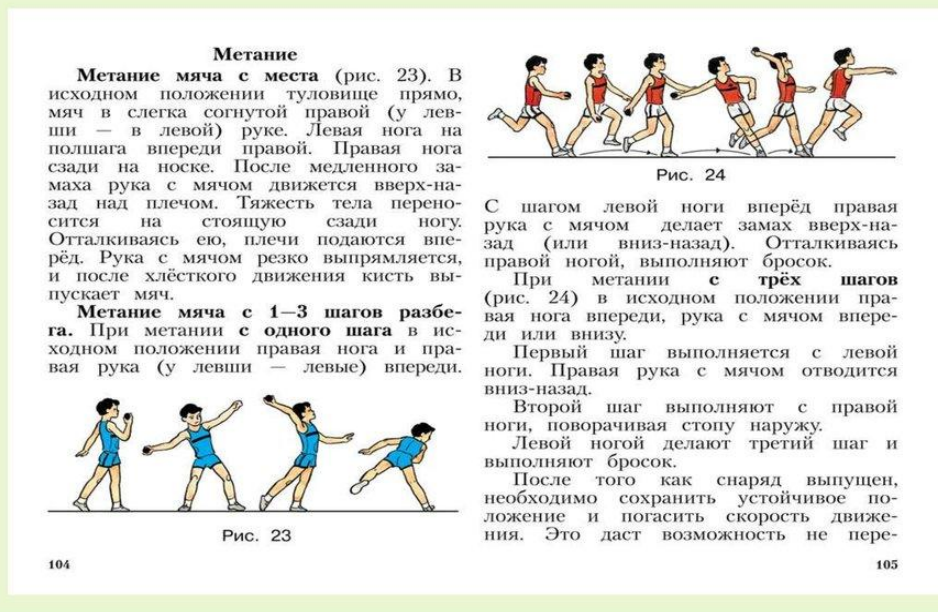 Метание
Метание мяча с места (рис. 23). В
исходном положении туловище прямо,
мяч в слегка согнутой правой (у лев-
ши — в левой) руке. Левая нога на
полшага впереди правой. Правая нога
сзади на носке. После медленного за-
маха рука с мячом движется вверх-на-
зад над плечом. Тяжесть тела перено-
сится на стоящую сзади ногу.
Отталкиваясь ею, плечи подаются впе-
рёд. Рука с мячом резко выпрямляется,
и после хлёсткого движения кисть вы-
пускает мяч.
Метание мяча с 1—3 шагов разбе-
га. При метании с одного шага в ис-
ходном положении правая нога и пра-
вая рука (у левши — левые) впереди.
Рис. 23
104
Рис. 24
С шагом левой ноги вперёд правая
рука с мячом делает замах вверх-на-
зад (или вниз-назад). Отталкиваясь
правой ногой, выполняют бросок.
При метании с трёх шагов
(рис. 24) в исходном положении пра-
вая нога впереди, рука с мячом впере-
ди или внизу.
Первый шаг выполняется с левой
ноги. Правая рука с мячом отводится
вниз-назад.
Второй шаг выполняют с правой
ноги, поворачивая стопу наружу.
Левой ногой делают третий шаг и
выполняют бросок.
После того как снаряд выпущен,
необходимо сохранить устойчивое по-
ложение и погасить скорость движе-
ния. Это даст возможность не пере-
105